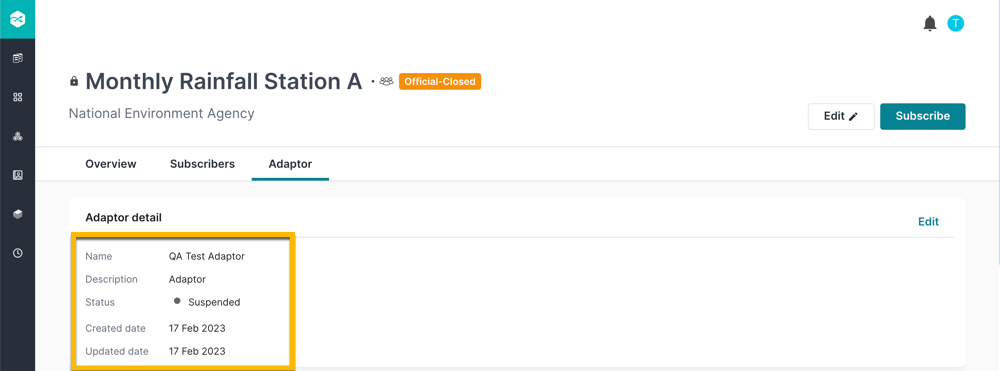 T
Monthly Rainfall Station A · Official-Closed
National Environment Agency
Edit Subscribe
Overview Subscribers Adaptor
Adaptor detail
Edit
Name QA Test Adaptor
Description Adaptor
Status Suspended
Created date 17 Feb 2023
Updated date 17 Feb 2023